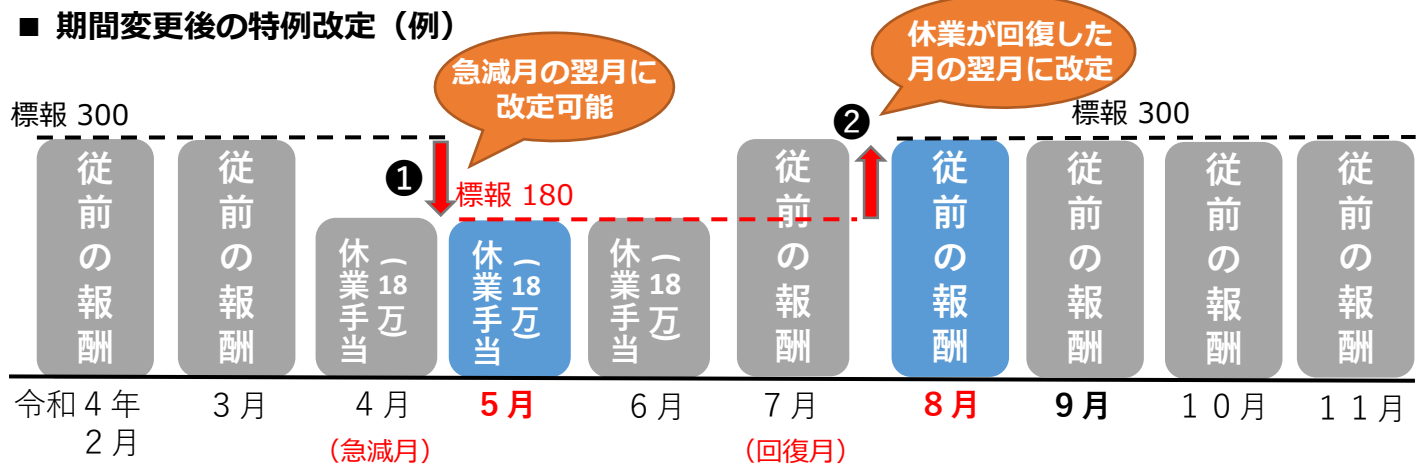 ■ 期間変更後の特例改定（例）
急減月の翌月に
改定可能
休業が回復した
月の翌月に改定
標報 300
❶
標報 180
❷
標報 300
従前の報酬
従前の報酬
休業手当
（18万）
休業手当
（18万）
休業手当
（18万）
従前の報酬
従前の報酬
従前の報酬
従前の報酬
従前の報酬
令和４年
２月
３月
４月
（急減月）
５月
６月
７月
（回復月）
８月
９月
１０月
１１月